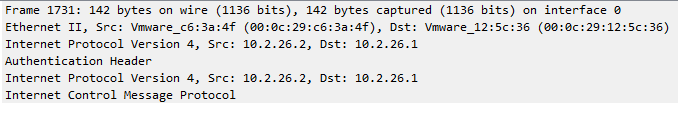 Frame 1731: 142 bytes on wire (1136 bits), 142 bytes captured (1136 bits) on interface 0
Ethernet II, Src: Vmware_c6:3a:4f (00:0c:29:c6:3a:4f), Dst: Vmware_12:5c:36 (00:0c:29:12:5c:36)
Internet Protocol Version 4, Src: 10.2.26.2, Dst: 10.2.26.1
Authentication Header
Internet Protocol Version 4, Src: 10.2.26.2, Dst: 10.2.26.1
Internet Control Message Protocol